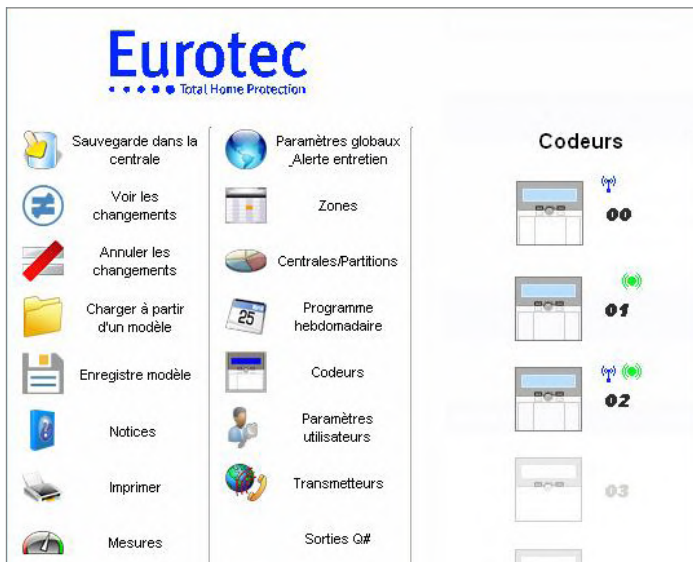 Eurotec
Total Home Protection
Sauvegarde dans la
centrale
Voir les
changements
Annuler les
changements
Charger à partir
d'un modèle
Enregistre modèle
Notices
Imprimer
Mesures
Paramètres globaux
_Alerte entretien
Zones
Centrales/Partitions
25
Programme
hebdomadaire
Codeurs
Paramètres
utilisateurs
Transmetteurs
Sorties Q#
Codeurs
00
01
02
03